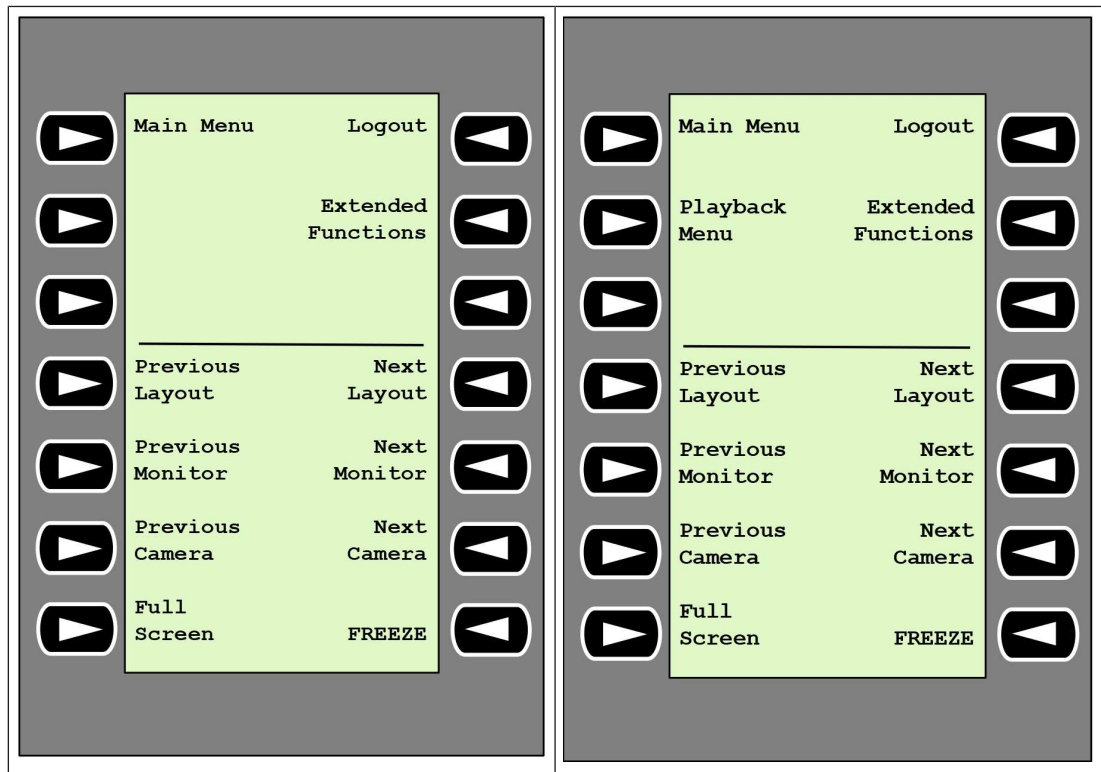 Main Menu Logout
Extended
Functions
Previous Next
Layout Layout
Previous Next
Monitor Monitor
Previous Next
Camera Camera
Full
Screen FREEZE
Main Menu Logout
Playback Extended
Menu Functions
Previous Next
Layout Layout
Previous Next
Monitor Monitor
Previous Next
Camera Camera
Full
Screen FREEZE